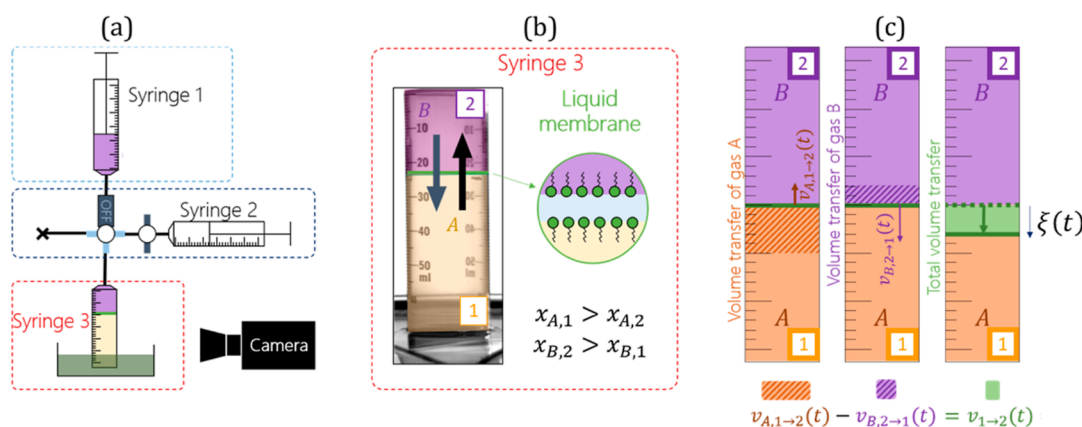 (a)
Syringe 1
OFF
Syringe 2
Syringe 3
Camera
(b)
Syringe 3
B
2
10
20
30
40
50
ml
A
1
Liquid
membrane
x_{A,1} > x_{A,2}
x_{B,2} > x_{B,1}
(c)
Volume transfer of gas A
2
B
v_{A,1→2}(t)
A
1
Volume transfer of gas B
2
B
v_{B,2→1}(t)
A
1
Total volume transfer
2
B
ξ(t)
A
1
v_{A,1→2}(t) − v_{B,2→1}(t) = v_{1→2}(t)